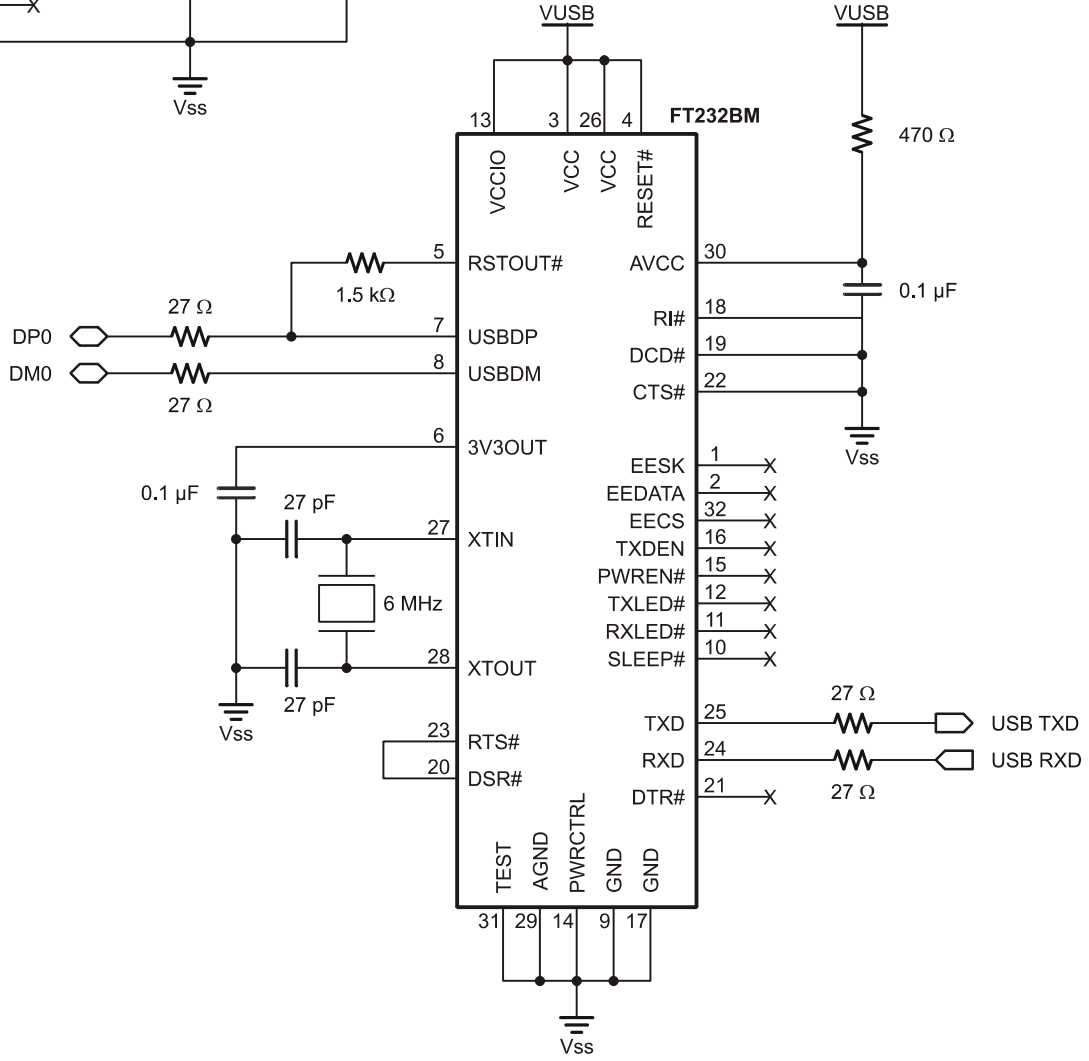 VUSB
VUSB
Vss
FT232BM
13
3
26
4
470 Ω
VCCIO
VCC
VCC
RESET#
5
RSTOUT#
1.5 kΩ
27 Ω
DP0
7
USBDP
DM0
8
USBDM
27 Ω
6
3V3OUT
0.1 µF
27 pF
27
XTIN
6 MHz
28
XTOUT
27 pF
Vss
23
RTS#
20
DSR#
AVCC
30
0.1 µF
RI#
18
DCD#
19
CTS#
22
Vss
EESK
1
EEDATA
2
EECS
32
TXDEN
16
PWREN#
15
TXLED#
12
RXLED#
11
SLEEP#
10
27 Ω
TXD
25
USB TXD
RXD
24
USB RXD
27 Ω
DTR#
21
TEST
AGND
PWRCTRL
GND
GND
31
29
14
9
17
Vss